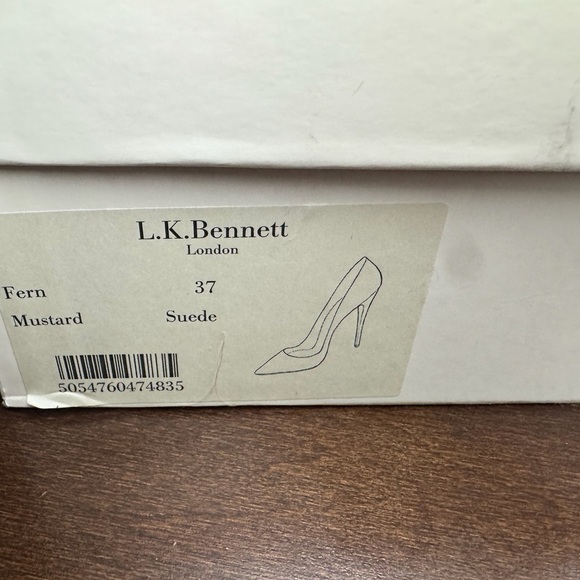 L.K.Bennett
London
Fern 37
Mustard Suede
5054760474835